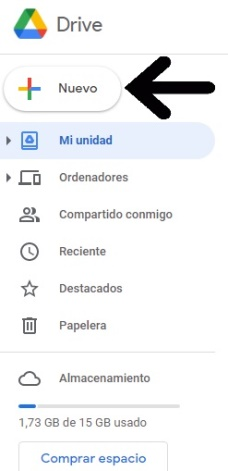 Drive
Nuevo
Mi unidad
Ordenadores
Compartido conmigo
Reciente
Destacados
Papelera
Almacenamiento
1,73 GB de 15 GB usado
Comprar espacio